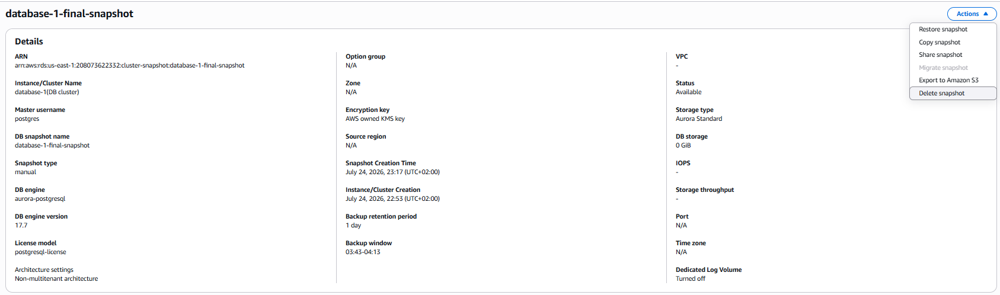 database-1-final-snapshot
Actions
Restore snapshot
Copy snapshot
Share snapshot
Migrate snapshot
Export to Amazon S3
Delete snapshot
Details
ARN
arn:aws:rds:us-east-1:208073622332:cluster-snapshot:database-1-final-snapshot
Instance/Cluster Name
database-1(DB cluster)
Master username
postgres
DB snapshot name
database-1-final-snapshot
Snapshot type
manual
DB engine
aurora-postgresql
DB engine version
17.7
License model
postgresql-license
Architecture settings
Non-multitenant architecture
Option group
N/A
Zone
N/A
Encryption key
AWS owned KMS key
Source region
N/A
Snapshot Creation Time
July 24, 2026, 23:17 (UTC+02:00)
Instance/Cluster Creation
July 24, 2026, 22:53 (UTC+02:00)
Backup retention period
1 day
Backup window
03:43-04:13
VPC
-
Status
Available
Storage type
Aurora Standard
DB storage
0 GiB
IOPS
-
Storage throughput
-
Port
N/A
Time zone
N/A
Dedicated Log Volume
Turned off